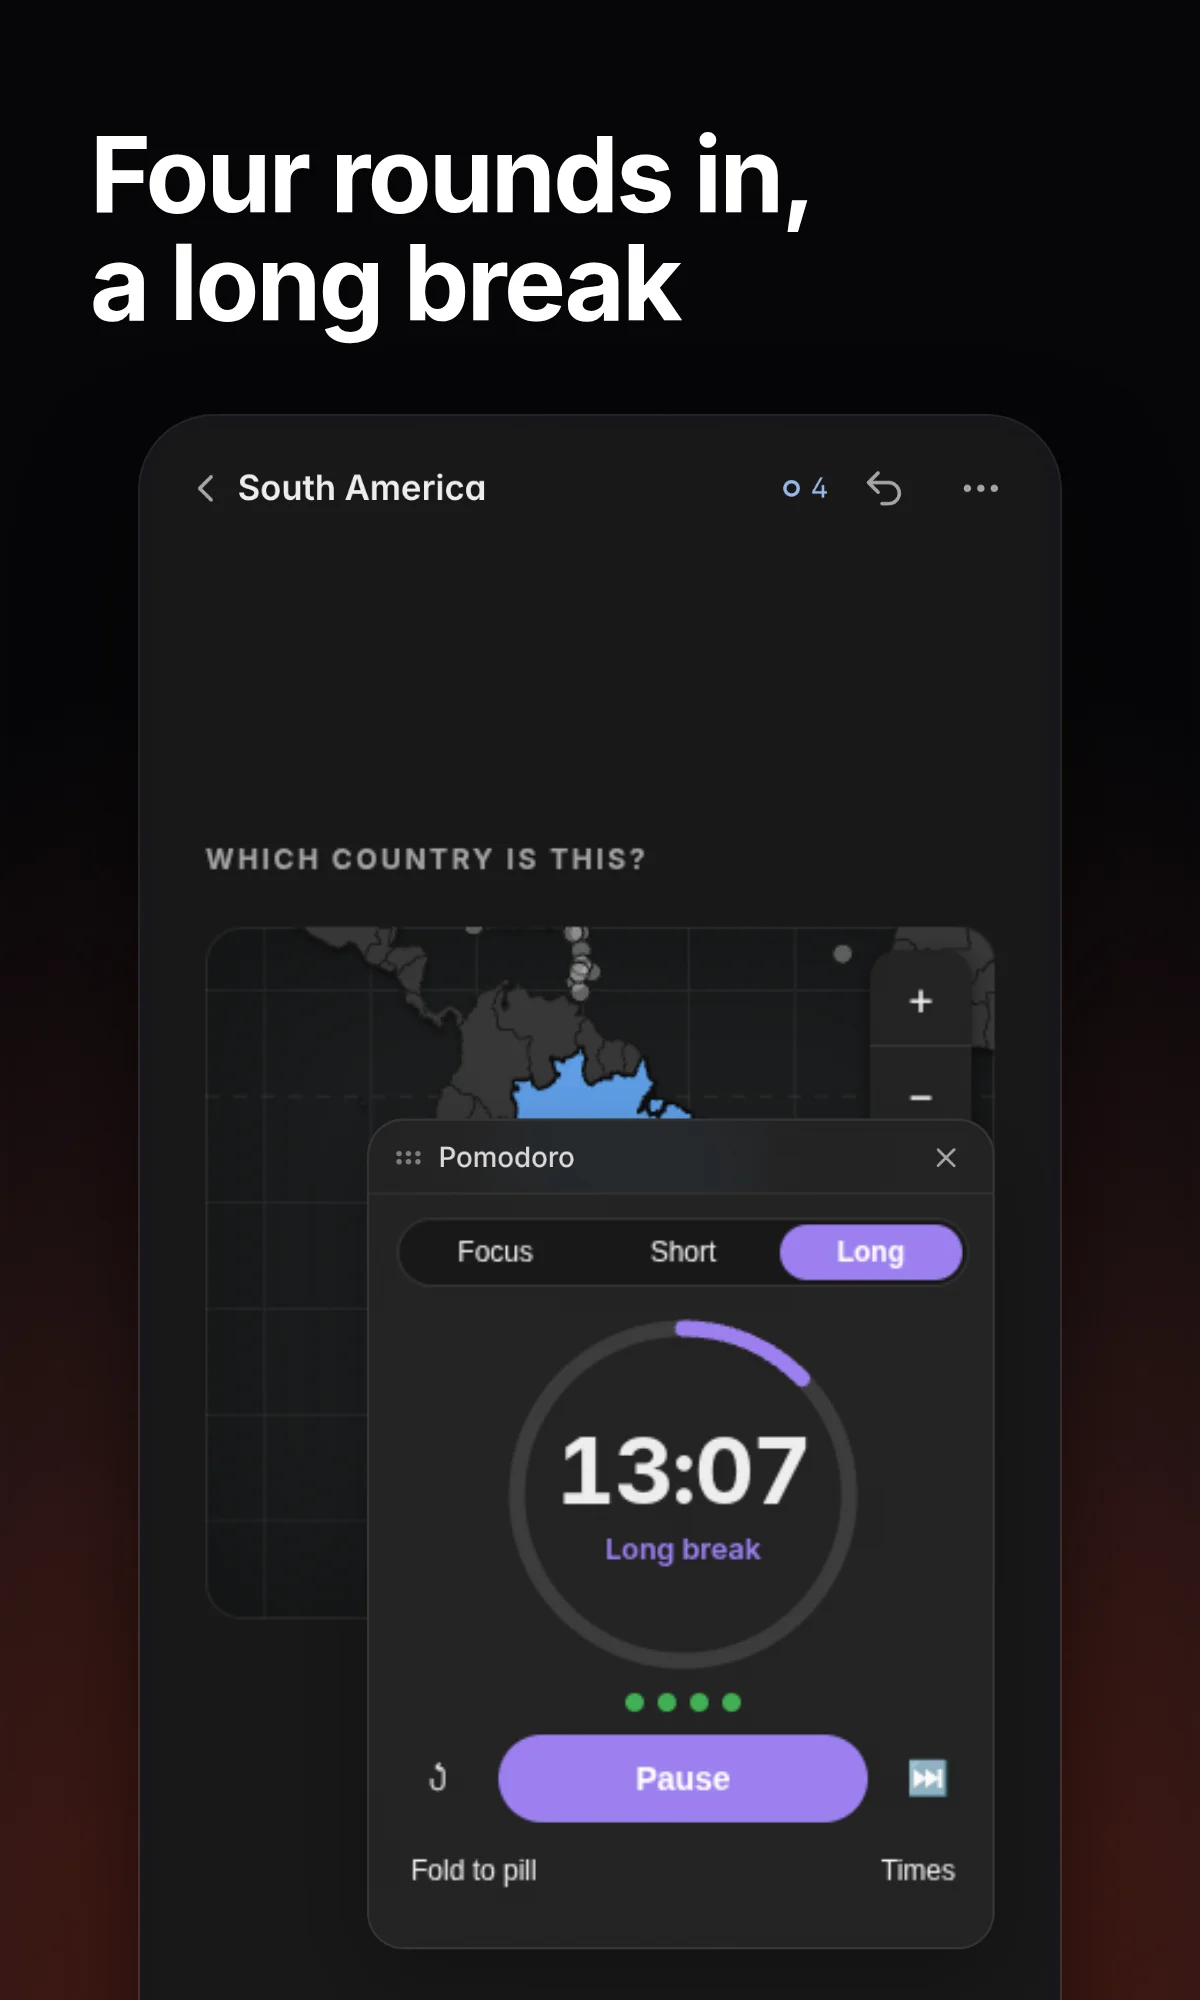 Four rounds in,
a long break
South America
4
WHICH COUNTRY IS THIS?
+
−
Pomodoro
Focus Short Long
13:07
Long break
Pause
Fold to pill Times